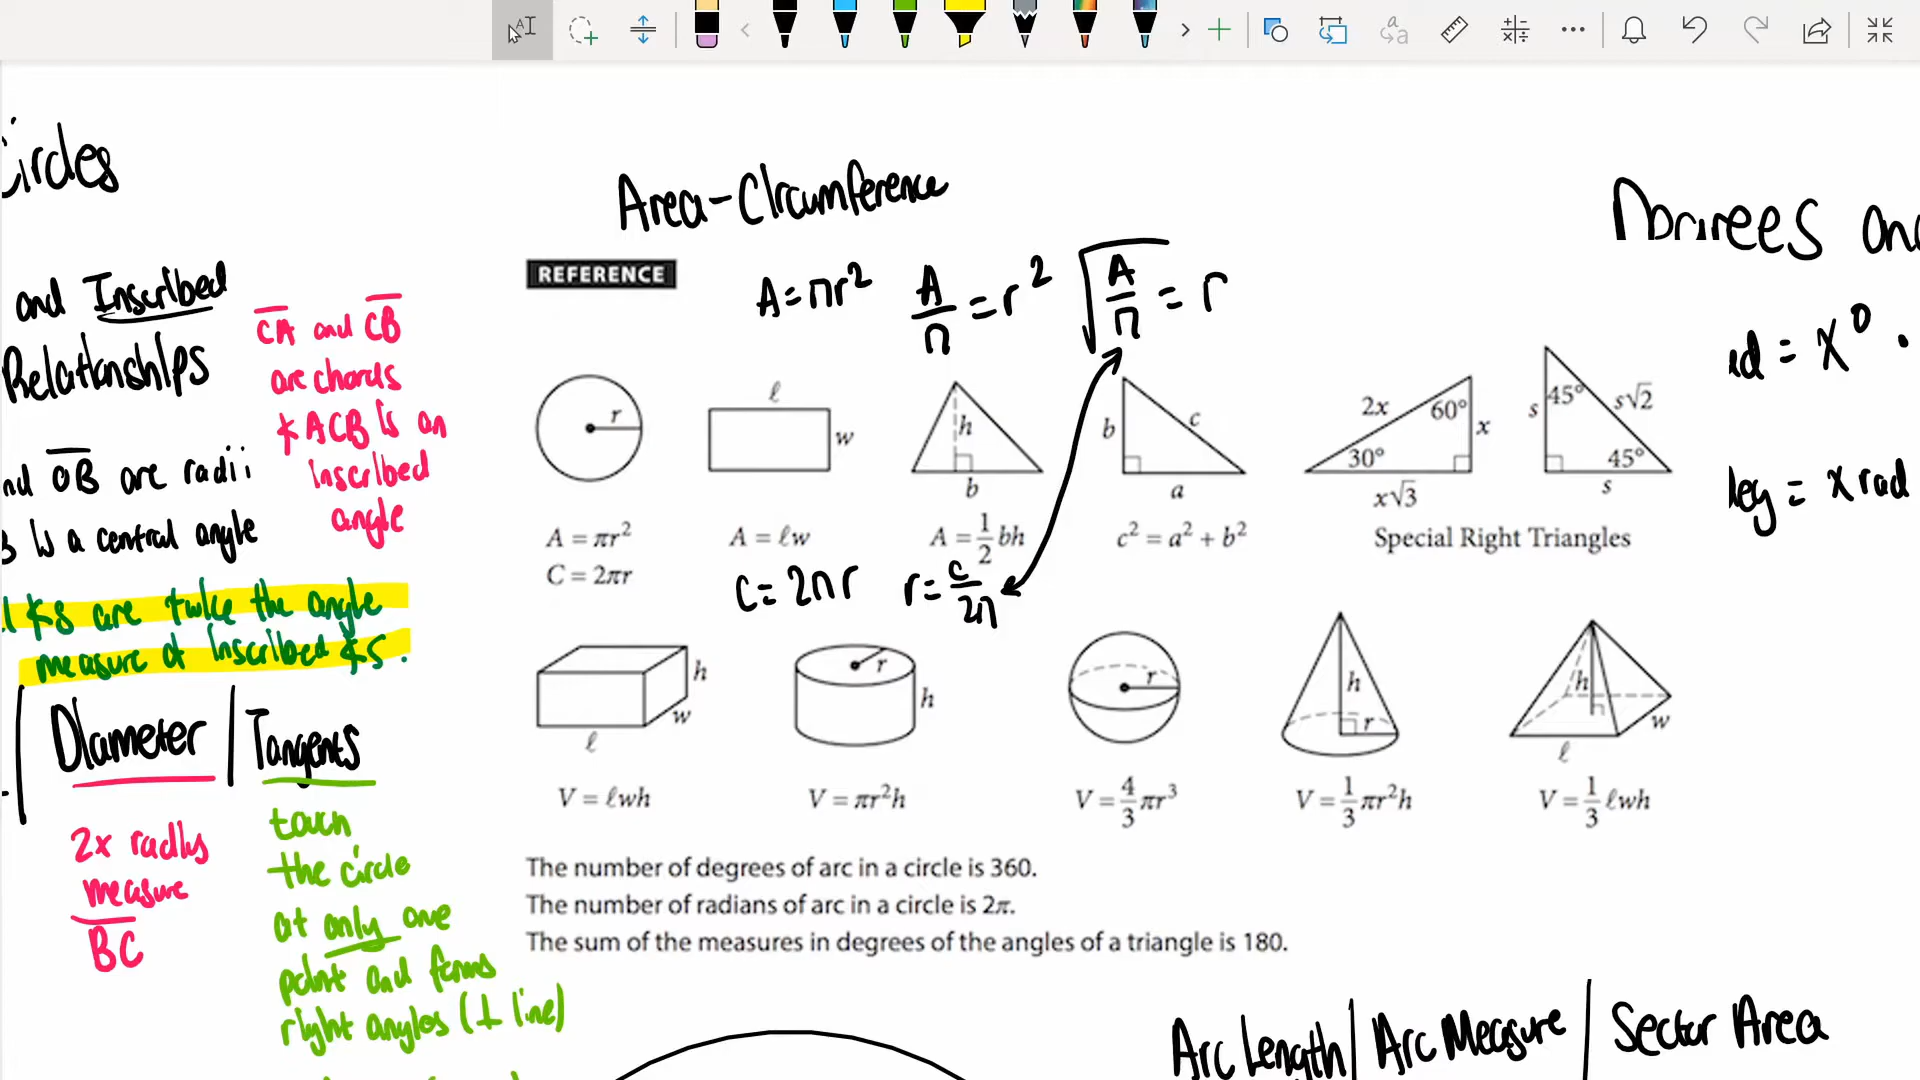 Circles
Area-Circumference
and Inscribed
Relationships
CA and CB
are chords
∠ACB is an
inscribed
angle
OB are radii
is a central angle
∠s are twice the angle
measure of inscribed ∠s.
Diameter | Tangents
2x radius
measure
BC
touch
the circle
at only one
point and forms
right angles (⊥ line)
REFERENCE
A = πr²
A/π = r²
√(A/π) = r
r
ℓ
w
h
b
b
c
a
2x
60°
x
30°
x√3
s
45°
s√2
45°
s
A = πr²
C = 2πr
A = ℓw
A = 1/2 bh
c² = a² + b²
Special Right Triangles
C = 2πr
r = C/2π
h
w
ℓ
r
h
r
h
r
h
w
ℓ
V = ℓwh
V = πr²h
V = 4/3 πr³
V = 1/3 πr²h
V = 1/3 ℓwh
The number of degrees of arc in a circle is 360.
The number of radians of arc in a circle is 2π.
The sum of the measures in degrees of the angles of a triangle is 180.
Degrees
= x° ·
= x rad
Arc Length | Arc Measure | Sector Area